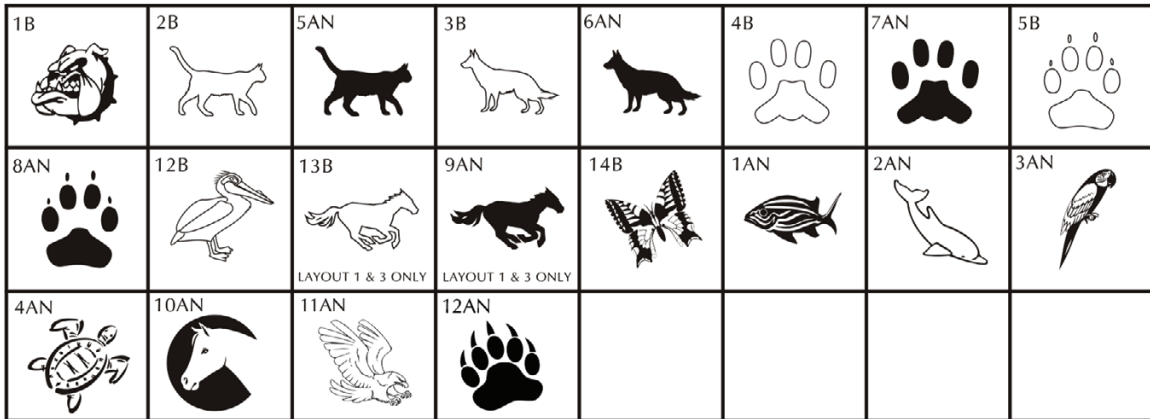 1B
2B
5AN
3B
6AN
4B
7AN
5B
8AN
12B
13B
LAYOUT 1 & 3 ONLY
9AN
LAYOUT 1 & 3 ONLY
14B
1AN
2AN
3AN
4AN
10AN
11AN
12AN